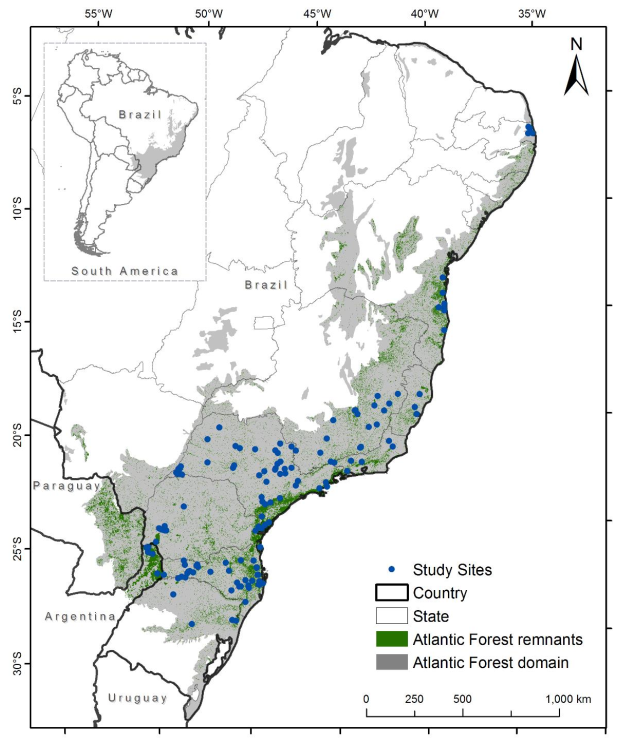 55°W 50°W 45°W 40°W 35°W
N
Brazil
5°S
10°S
South America
Brazil
15°S
20°S
Paraguay
25°S
Study Sites
Country
Argentina
State
Atlantic Forest remnants
Atlantic Forest domain
30°S
Uruguay
0 250 500 1,000 km